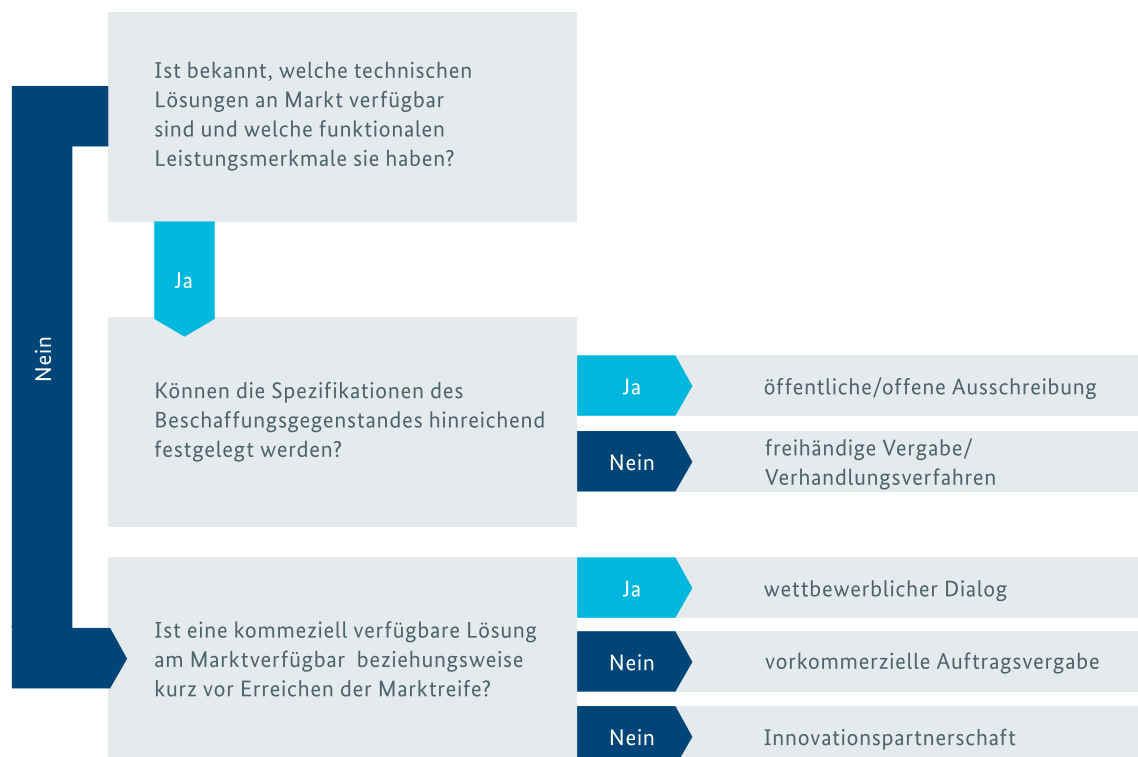 Ist bekannt, welche technischen
Lösungen an Markt verfügbar
sind und welche funktionalen
Leistungsmerkmale sie haben?
Ja
Nein
Können die Spezifikationen des
Beschaffungsgegenstandes hinreichend
festgelegt werden?
Ja
öffentliche/offene Ausschreibung
Nein
freihändige Vergabe/
Verhandlungsverfahren
Ist eine kommeziell verfügbare Lösung
am Marktverfügbar beziehungsweise
kurz vor Erreichen der Marktreife?
Ja
wettbewerblicher Dialog
Nein
vorkommerzielle Auftragsvergabe
Nein
Innovationspartnerschaft